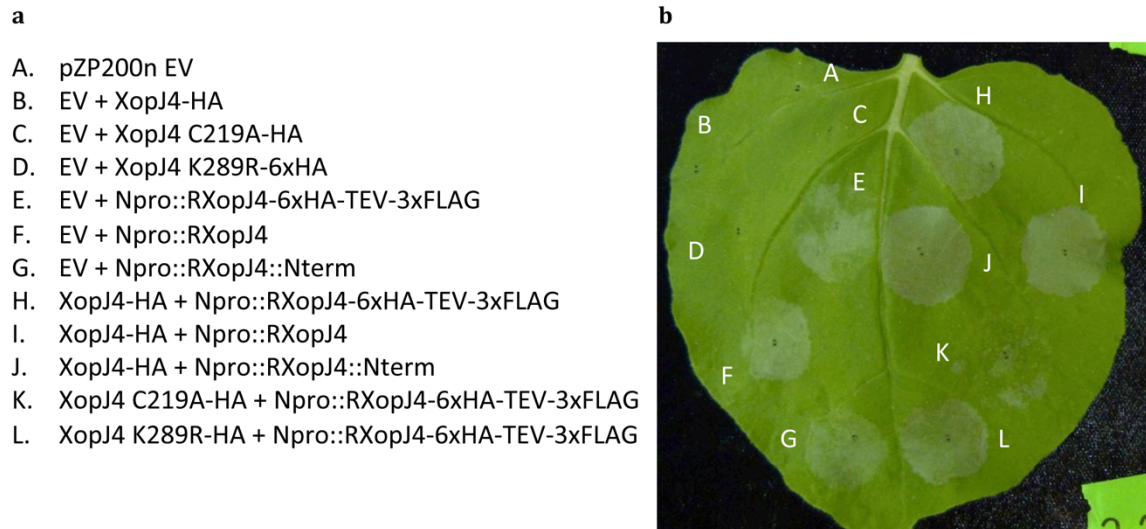 a
A. pZP200n EV
B. EV + XopJ4-HA
C. EV + XopJ4 C219A-HA
D. EV + XopJ4 K289R-6xHA
E. EV + Npro::RXopJ4-6xHA-TEV-3xFLAG
F. EV + Npro::RXopJ4
G. EV + Npro::RXopJ4::Nterm
H. XopJ4-HA + Npro::RXopJ4-6xHA-TEV-3xFLAG
I. XopJ4-HA + Npro::RXopJ4
J. XopJ4-HA + Npro::RXopJ4::Nterm
K. XopJ4 C219A-HA + Npro::RXopJ4-6xHA-TEV-3xFLAG
L. XopJ4 K289R-HA + Npro::RXopJ4-6xHA-TEV-3xFLAG
b
A
H
B
C
E
I
D
J
K
F
G
L